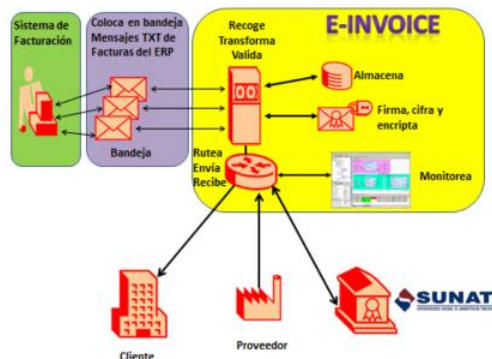 Sistema de
Facturación
Coloca en bandeja
Mensajes TXT de
Facturas del ERP
Bandeja
Recoge
Transforma
Valida
E-INVOICE
Almacena
Firma, cifra y
encripta
Rutea
Envía
Recibe
Monitorea
Cliente
Proveedor
SUNAT